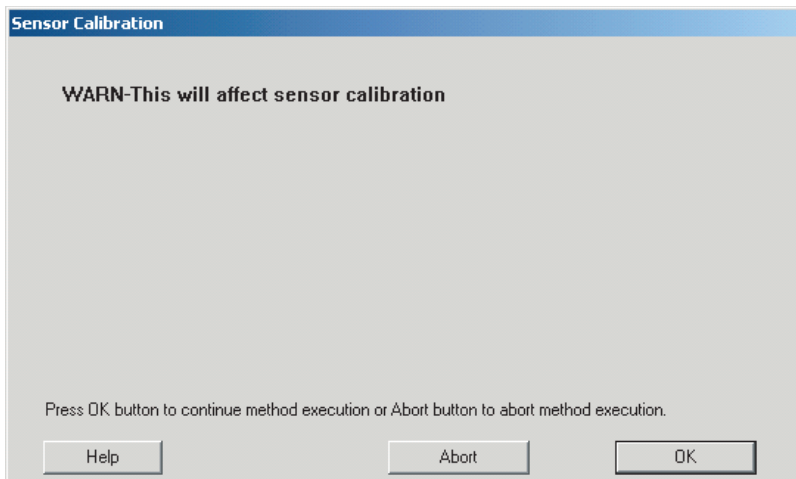 Sensor Calibration
WARN-This will affect sensor calibration
Press OK button to continue method execution or Abort button to abort method execution.
Help
Abort
OK